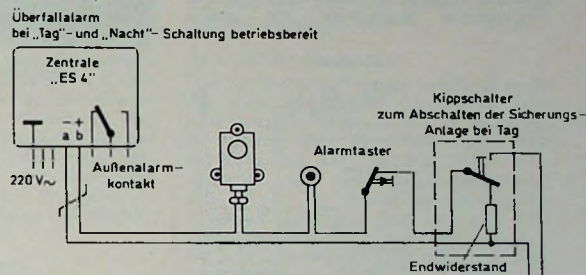 Überfallalarm
bei „Tag"- und „Nacht"- Schaltung betriebsbereit
Zentrale
„ES 4"
- +
a b
220 V~
Außenalarm-
kontakt
Alarmtaster
Kippschalter
zum Abschalten der Sicherungs-
Anlage bei Tag
Endwiderstand